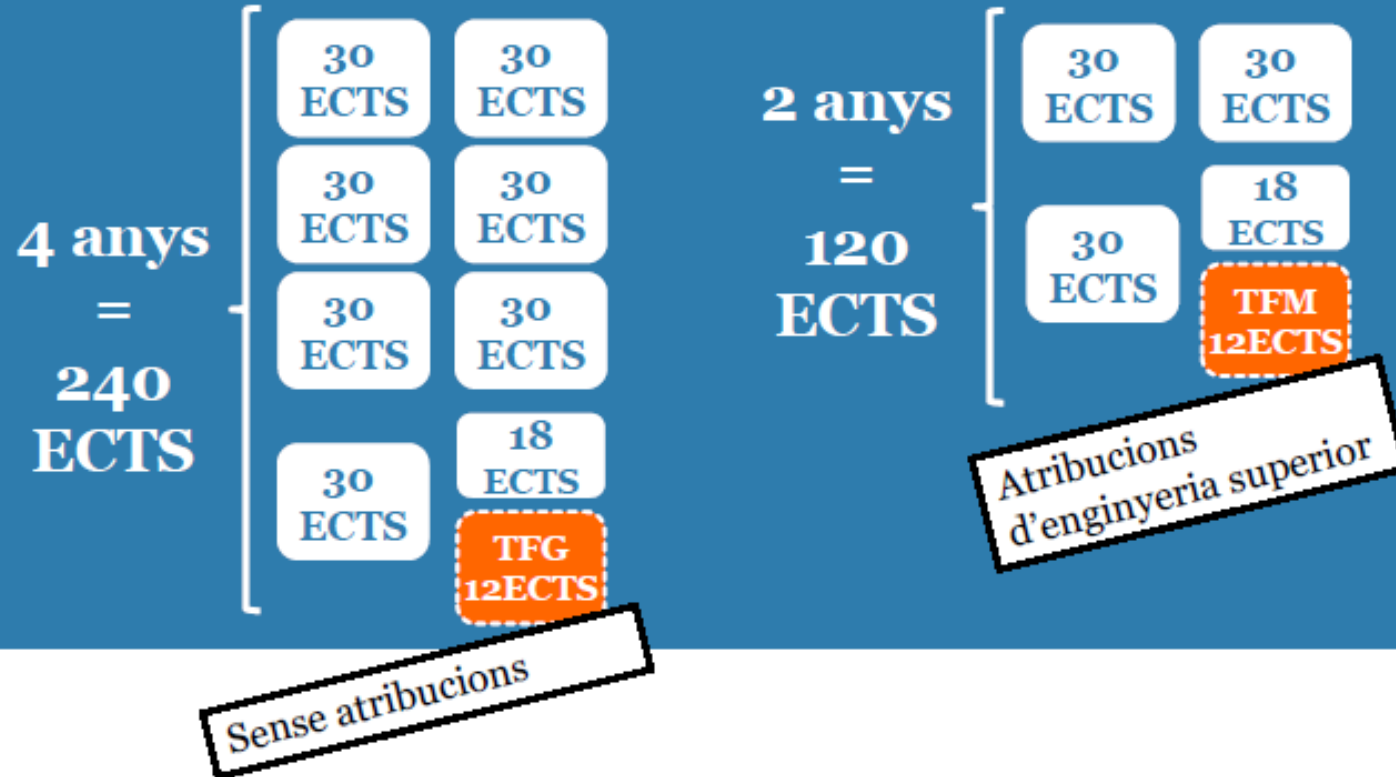 4 anys
=
240
ECTS
30
ECTS
30
ECTS
30
ECTS
30
ECTS
30
ECTS
30
ECTS
30
ECTS
18
ECTS
TFG
12ECTS
Sense atribucions
2 anys
=
120
ECTS
30
ECTS
30
ECTS
30
ECTS
18
ECTS
TFM
12ECTS
Atribucions
d'enginyeria superior